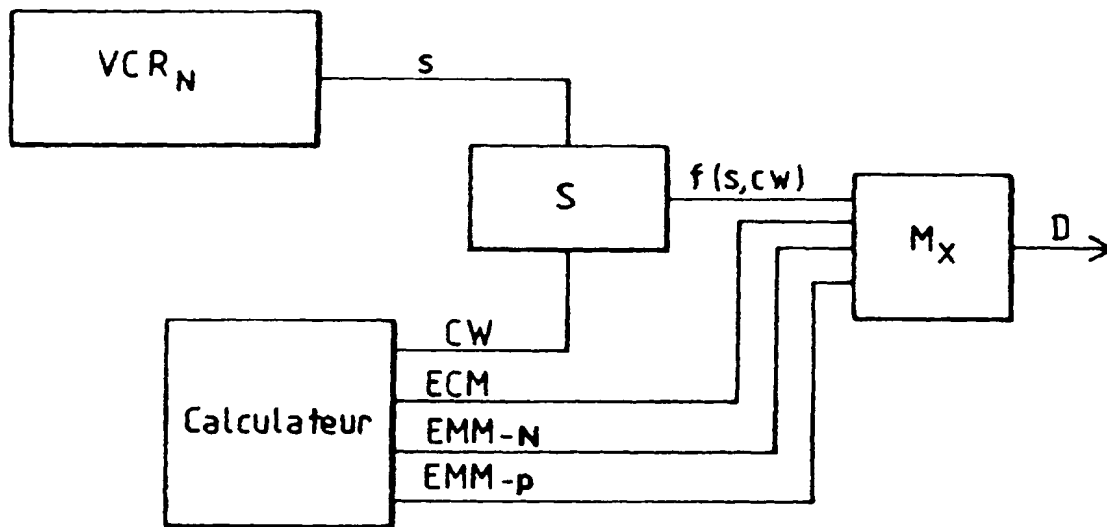 VCR_N
s
S
f(s,cw)
M_X
D
CW
ECM
Calculateur
EMM-N
EMM-p